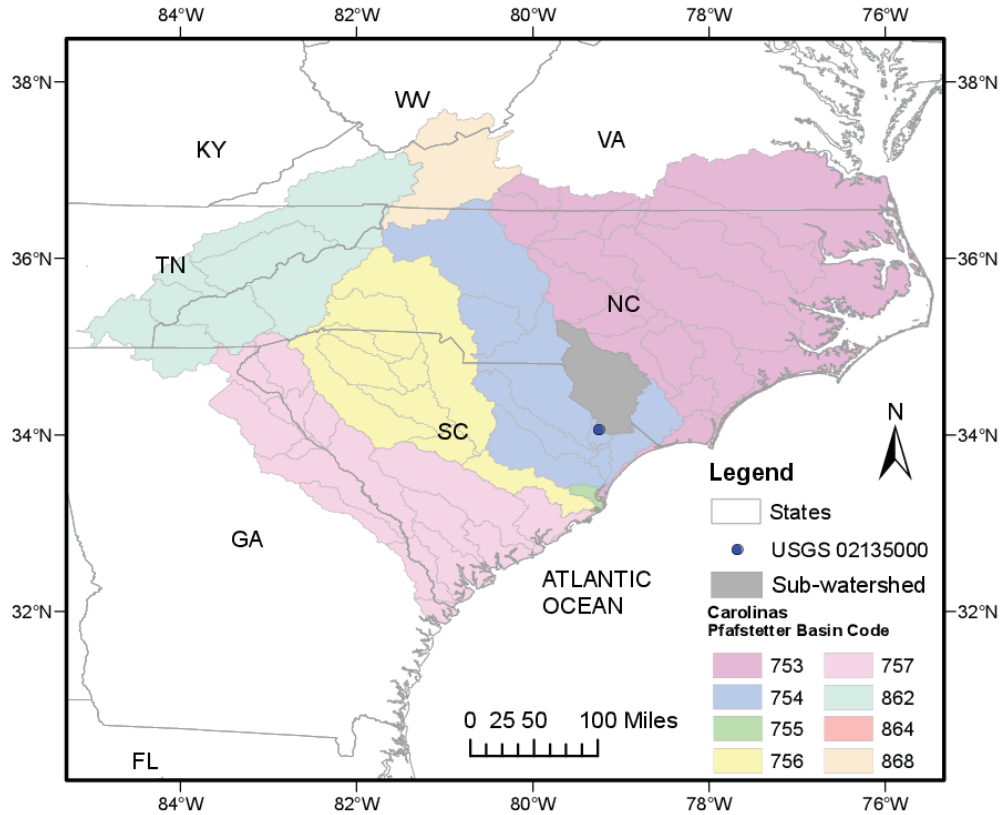 84°W 82°W 80°W 78°W 76°W
38°N 38°N
WV
KY VA
36°N 36°N
TN
NC
N
34°N 34°N
SC
Legend
States
GA USGS 02135000
ATLANTIC
OCEAN
Sub-watershed
32°N 32°N
Carolinas
Pfafstetter Basin Code
753 757
754 862
755 864
756 868
0 25 50 100 Miles
FL
84°W 82°W 80°W 78°W 76°W